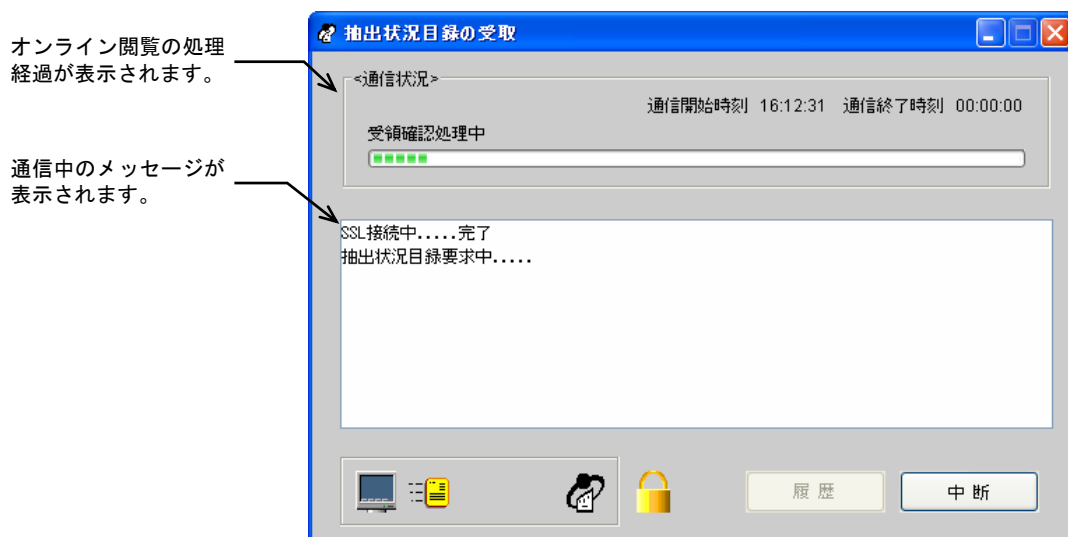 オンライン閲覧の処理
経過が表示されます。
通信中のメッセージが
表示されます。
抽出状況目録の受取
<通信状況>
通信開始時刻 16:12:31 通信終了時刻 00:00:00
受領確認処理中
SSL接続中.....完了
抽出状況目録要求中.....
履歴
中断